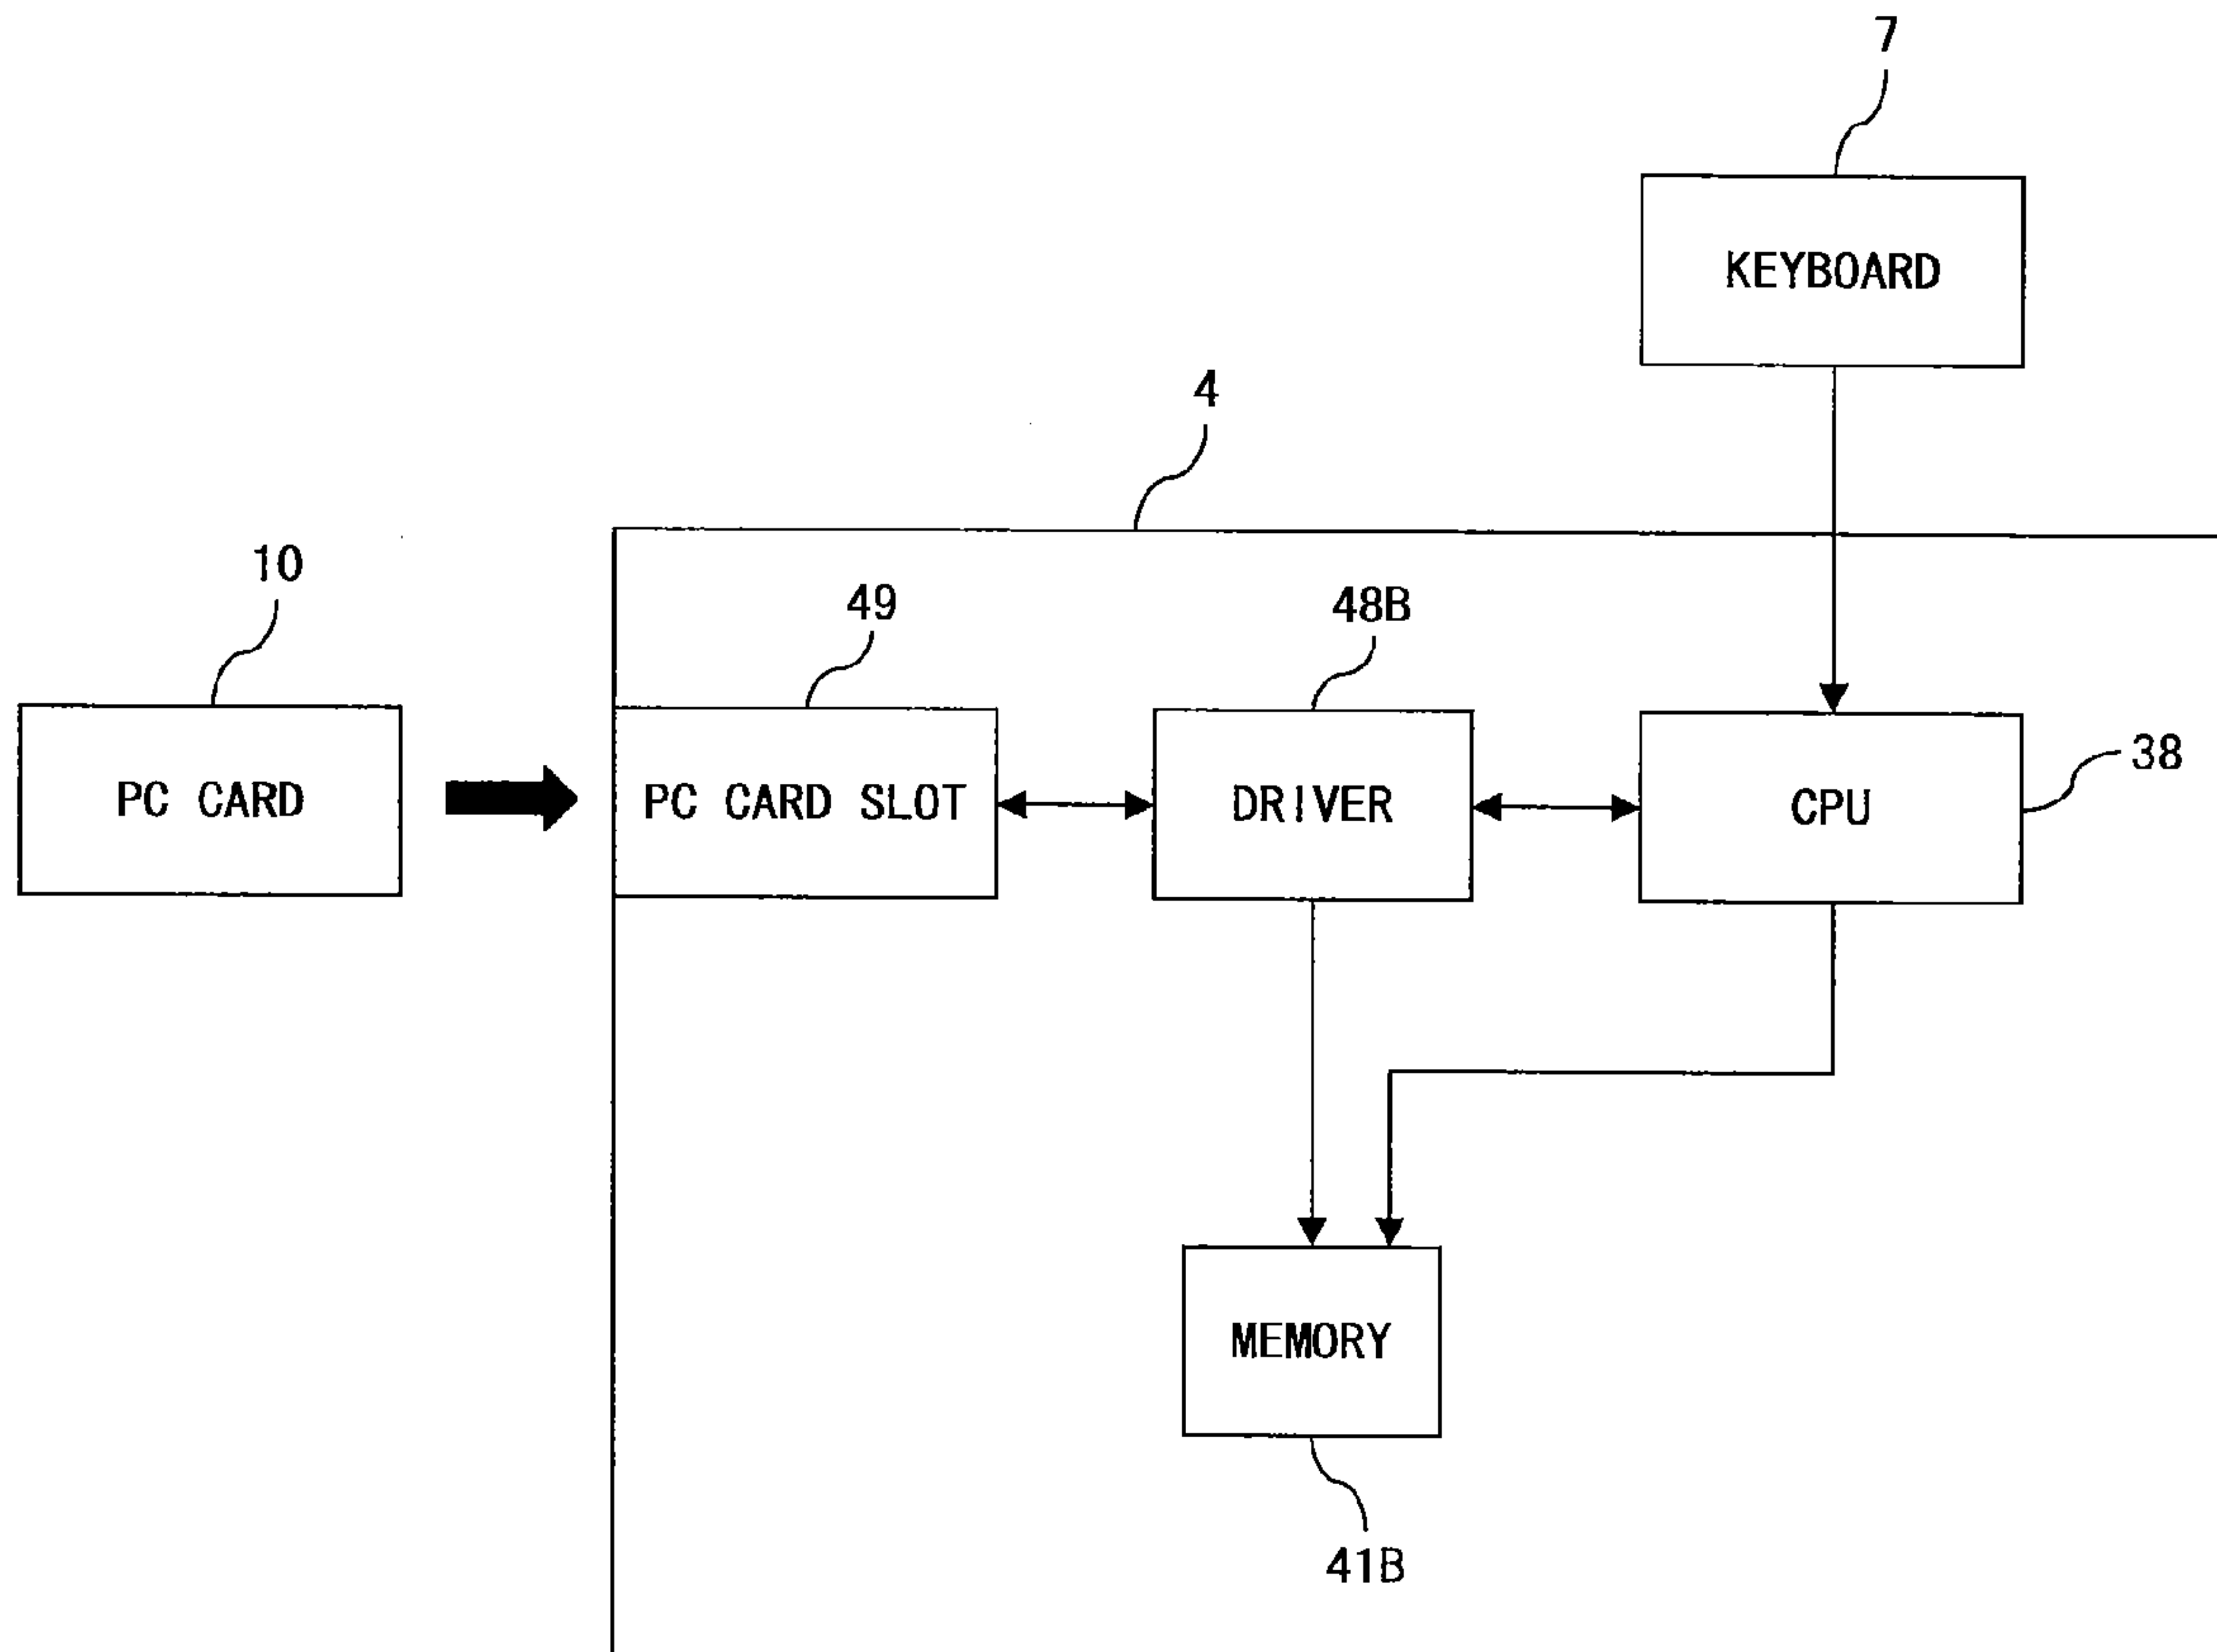 7
KEYBOARD
4
10
49
48B
PC CARD
PC CARD SLOT
DRIVER
CPU
38
MEMORY
41B